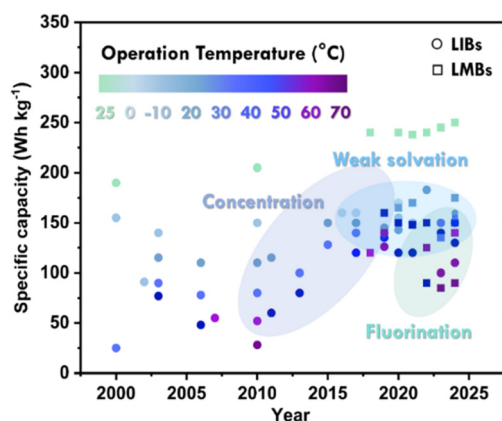 350
300
250
200
150
100
50
0
Specific capacity (Wh kg⁻¹)
Operation Temperature (°C)
25 0 -10 20 30 40 50 60 70
LIBs
LMBs
Weak solvation
Concentration
Fluorination
2000 2005 2010 2015 2020 2025
Year